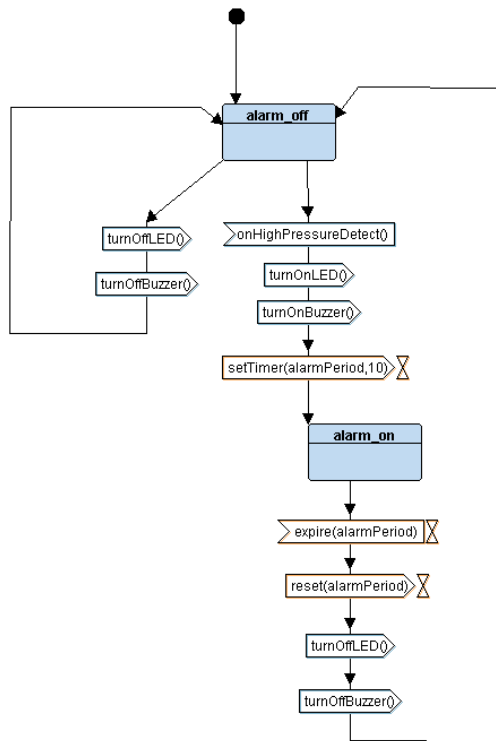 alarm_off
turnOffLED()
turnOffBuzzer()
onHighPressureDetect()
turnOnLED()
turnOnBuzzer()
setTimer(alarmPeriod,10)
alarm_on
expire(alarmPeriod)
reset(alarmPeriod)
turnOffLED()
turnOffBuzzer()